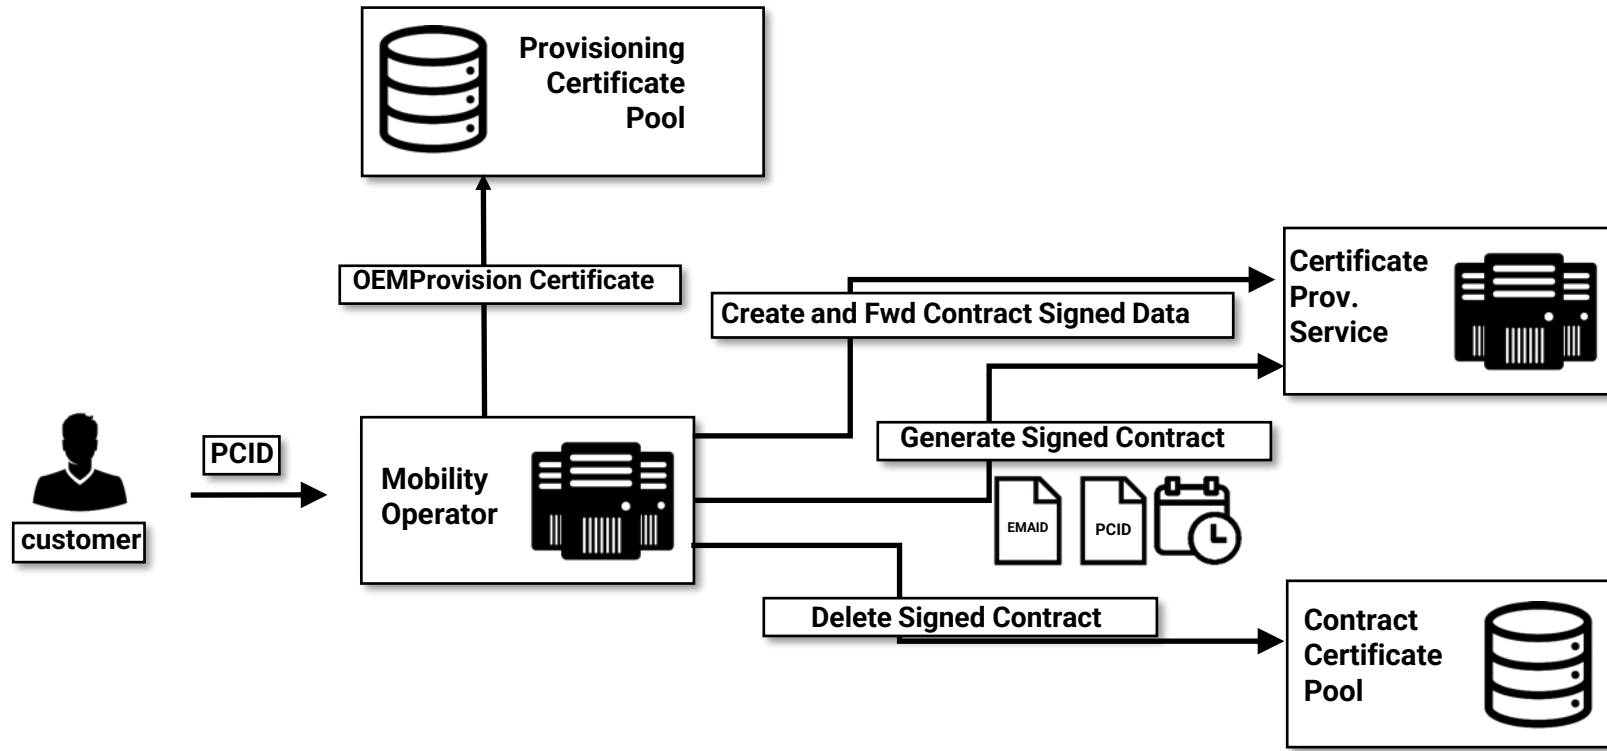 Provisioning
Certificate
Pool
OEMProvision Certificate
Create and Fwd Contract Signed Data
Certificate
Prov.
Service
PCID
customer
Mobility
Operator
Generate Signed Contract
EMAID
PCID
Delete Signed Contract
Contract
Certificate
Pool